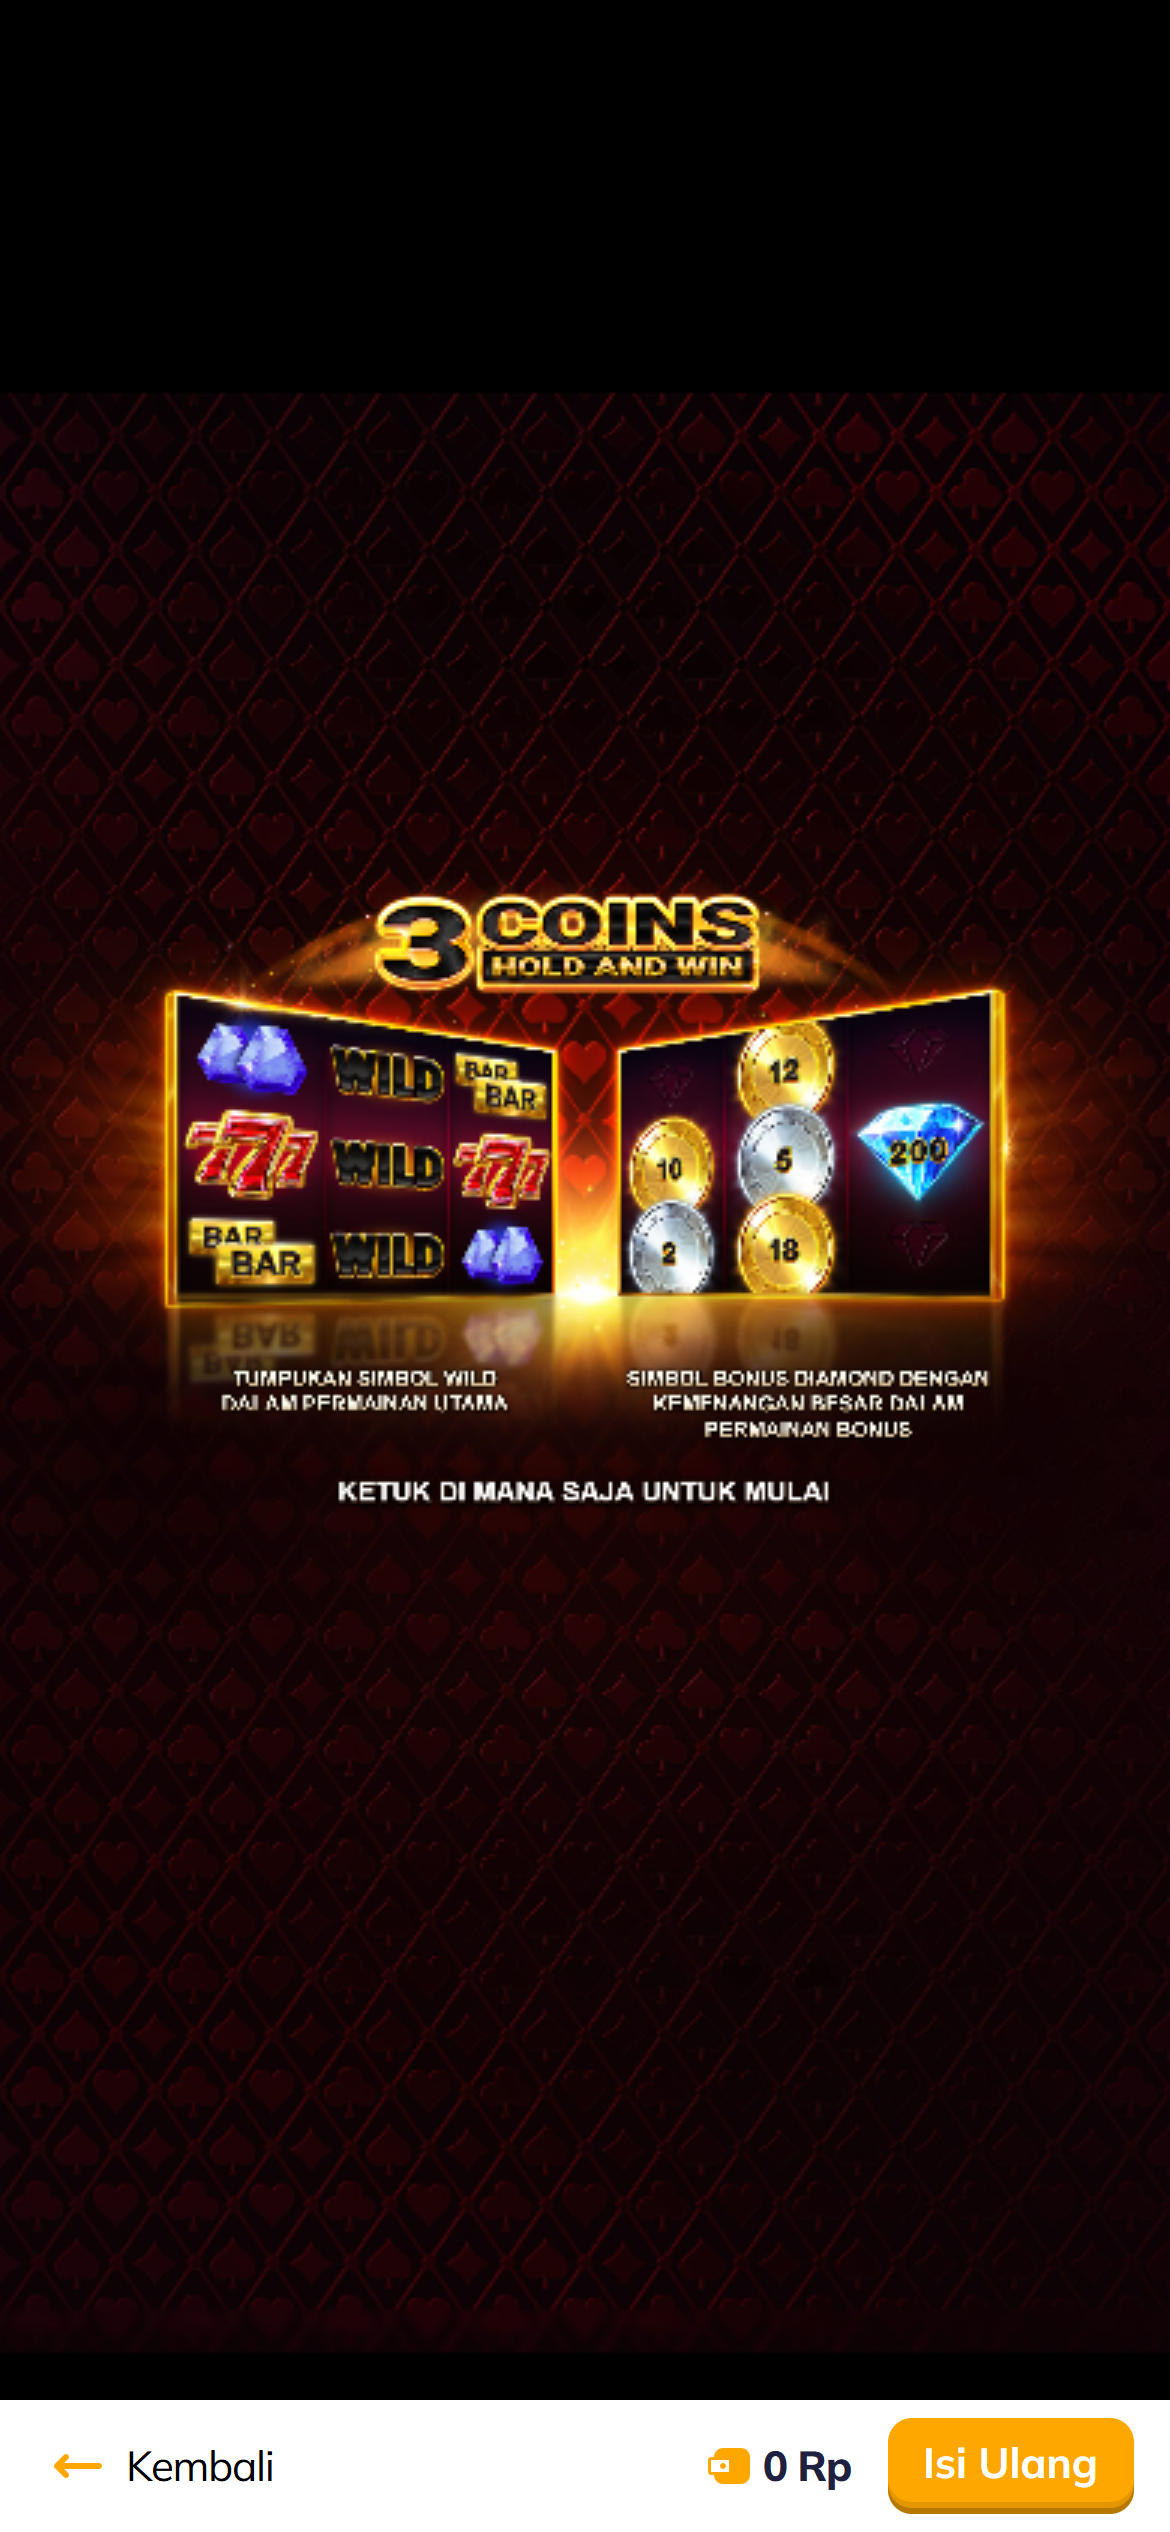 3 COINS
HOLD AND WIN
WILD
BAR
BAR
777
WILD
777
BAR
BAR
WILD
12
10
5
200
2
18
TUMPUKAN SIMBOL WILD
DALAM PERMAINAN UTAMA
SIMBOL BONUS DIAMOND DENGAN
KEMENANGAN BESAR DALAM
PERMAINAN BONUS
KETUK DI MANA SAJA UNTUK MULAI
Kembali
0 Rp
Isi Ulang